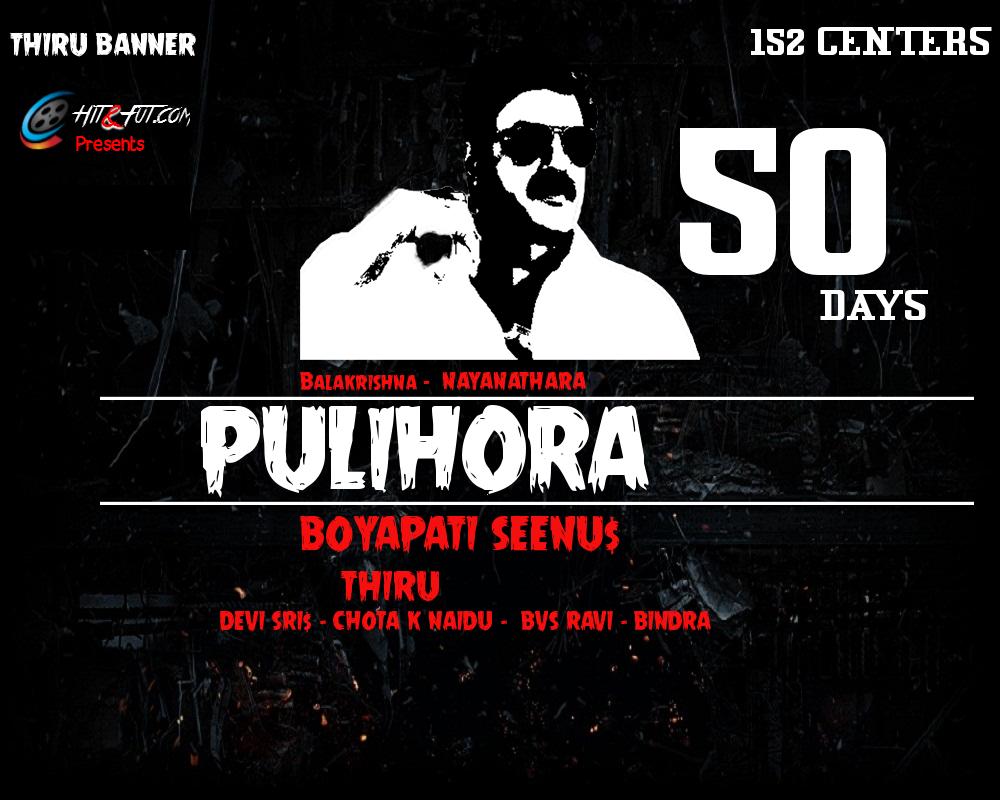 THIRU BANNER
152 CENTERS
HIT&FUT.COM
Presents
50
DAYS
BALAKRISHNA - NAYANATHARA
PULIHORA
BOYAPATI SEENU$
THIRU
DEVI SRI$ - CHOTA K NAIDU - BVS RAVI - BINDRA